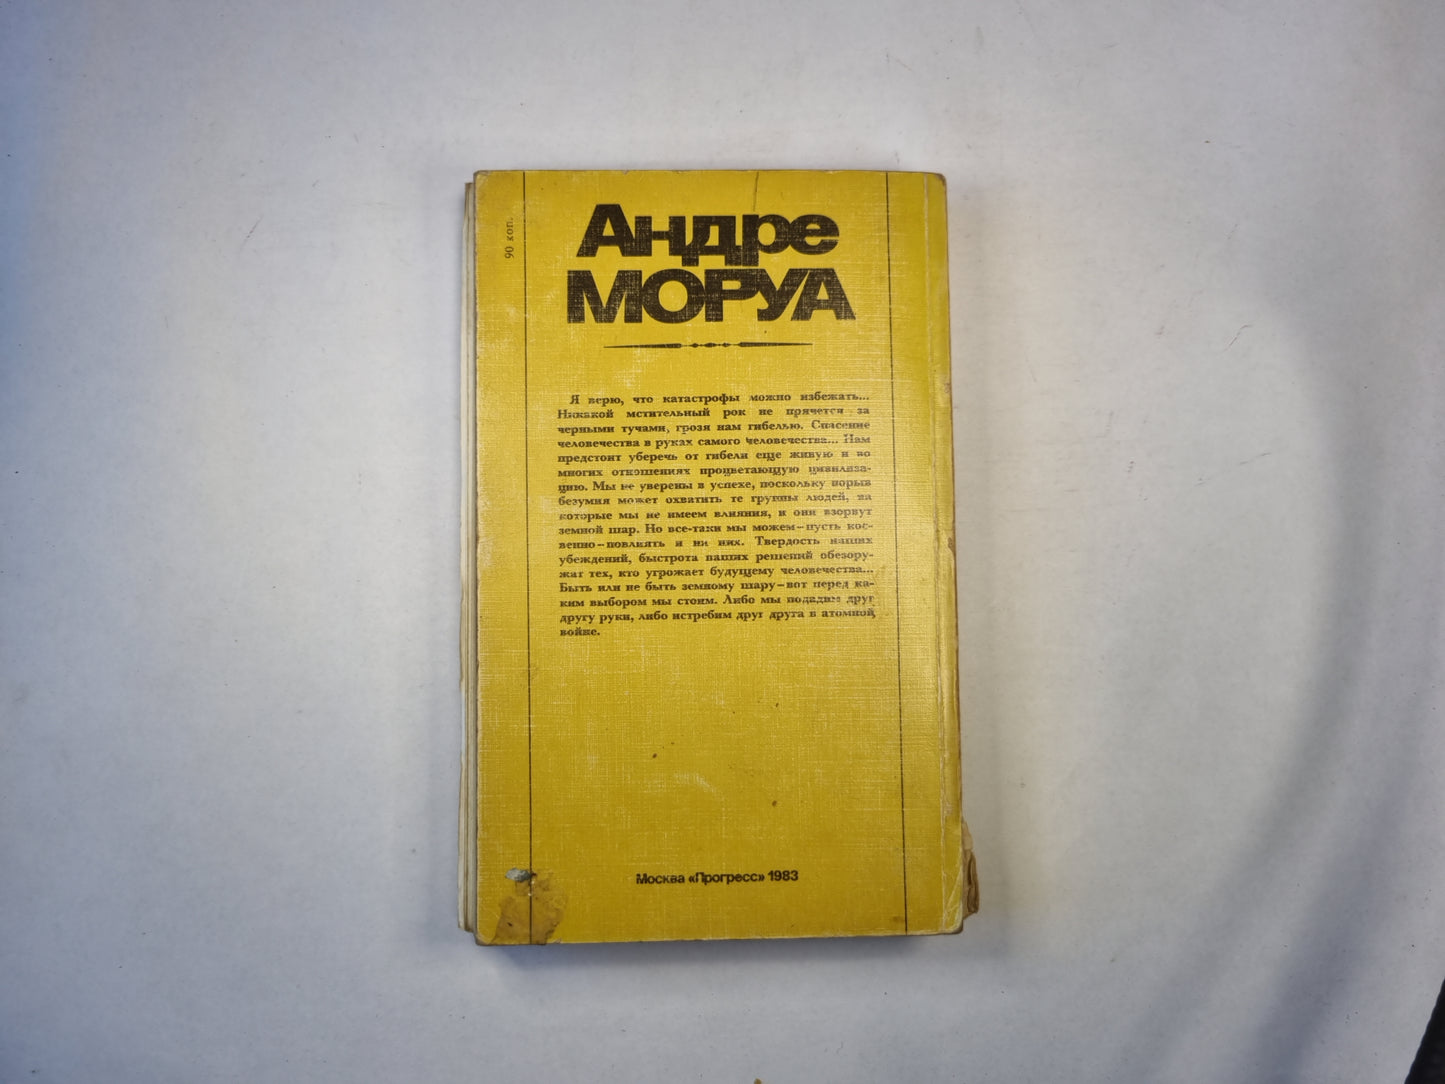 90 коп.
Андре
МОРУА
Я верю, что катастрофы можно избежать...
Никакой мстительный рок не прячется за
черными тучами, грозя нам гибелью. Спасение
человечества в руках самого человечества... Нам
предстоит уберечь от гибели еще живую и во
многих отношениях процветающую цивилиза-
цию. Мы не уверены в успехе, поскольку порыв
безумия может охватить те группы людей, на
которые мы не имеем влияния, и они взорвут
земной шар. Но все-таки мы можем–пусть кос-
венно–повлиять и на них. Твердость наших
убеждений, быстрота наших решений обезору-
жат тех, кто угрожает будущему человечества...
Быть или не быть земному шару–вот перед ка-
ким выбором мы стоим. Либо мы подадим друг
другу руки, либо истребим друг друга в атомной
войне.
Москва «Прогресс» 1983